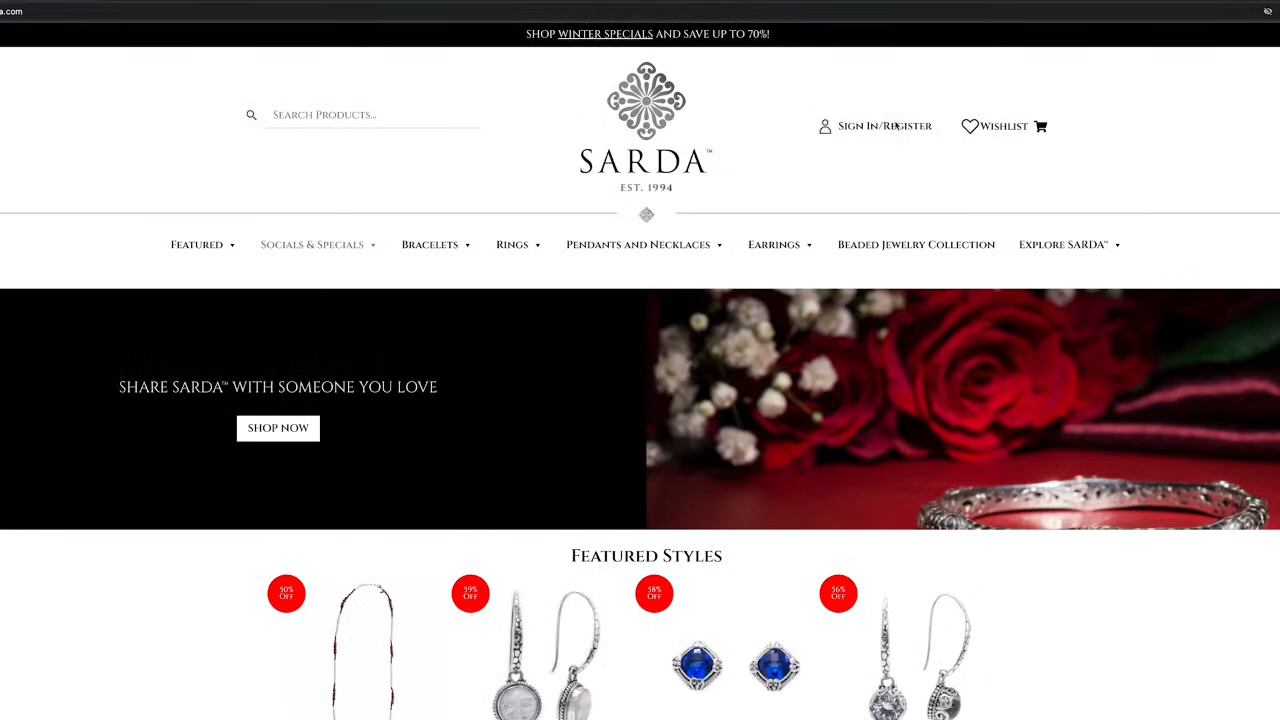 a.com
SHOP WINTER SPECIALS AND SAVE UP TO 70%!
SEARCH PRODUCTS...
SIGN IN/REGISTER
WISHLIST
SARDA™
EST. 1994
FEATURED
SOCIALS & SPECIALS
BRACELETS
RINGS
PENDANTS AND NECKLACES
EARRINGS
BEADED JEWELRY COLLECTION
EXPLORE SARDA™
SHARE SARDA™ WITH SOMEONE YOU LOVE
SHOP NOW
FEATURED STYLES
50%
OFF
59%
OFF
58%
OFF
56%
OFF